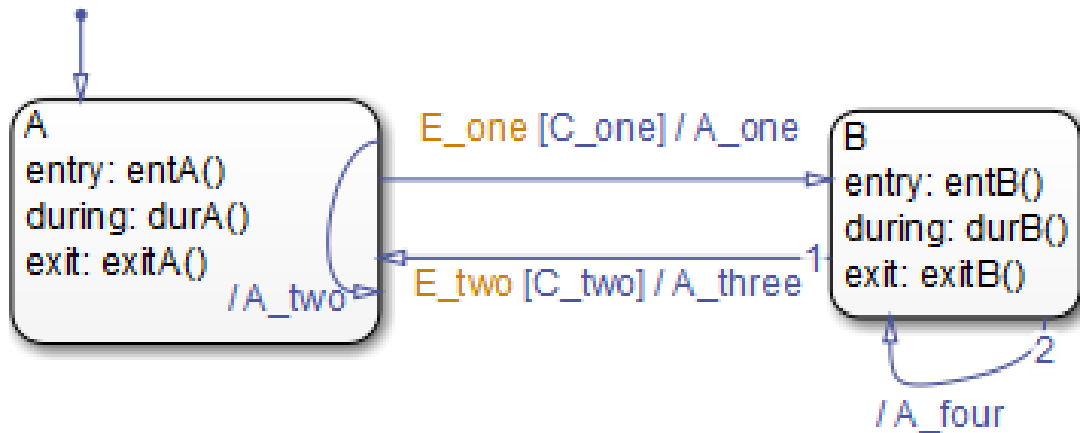 A
entry: entA()
during: durA()
exit: exitA()
/ A_two
E_one [C_one] / A_one
E_two [C_two] / A_three
1
B
entry: entB()
during: durB()
exit: exitB()
2
/ A_four